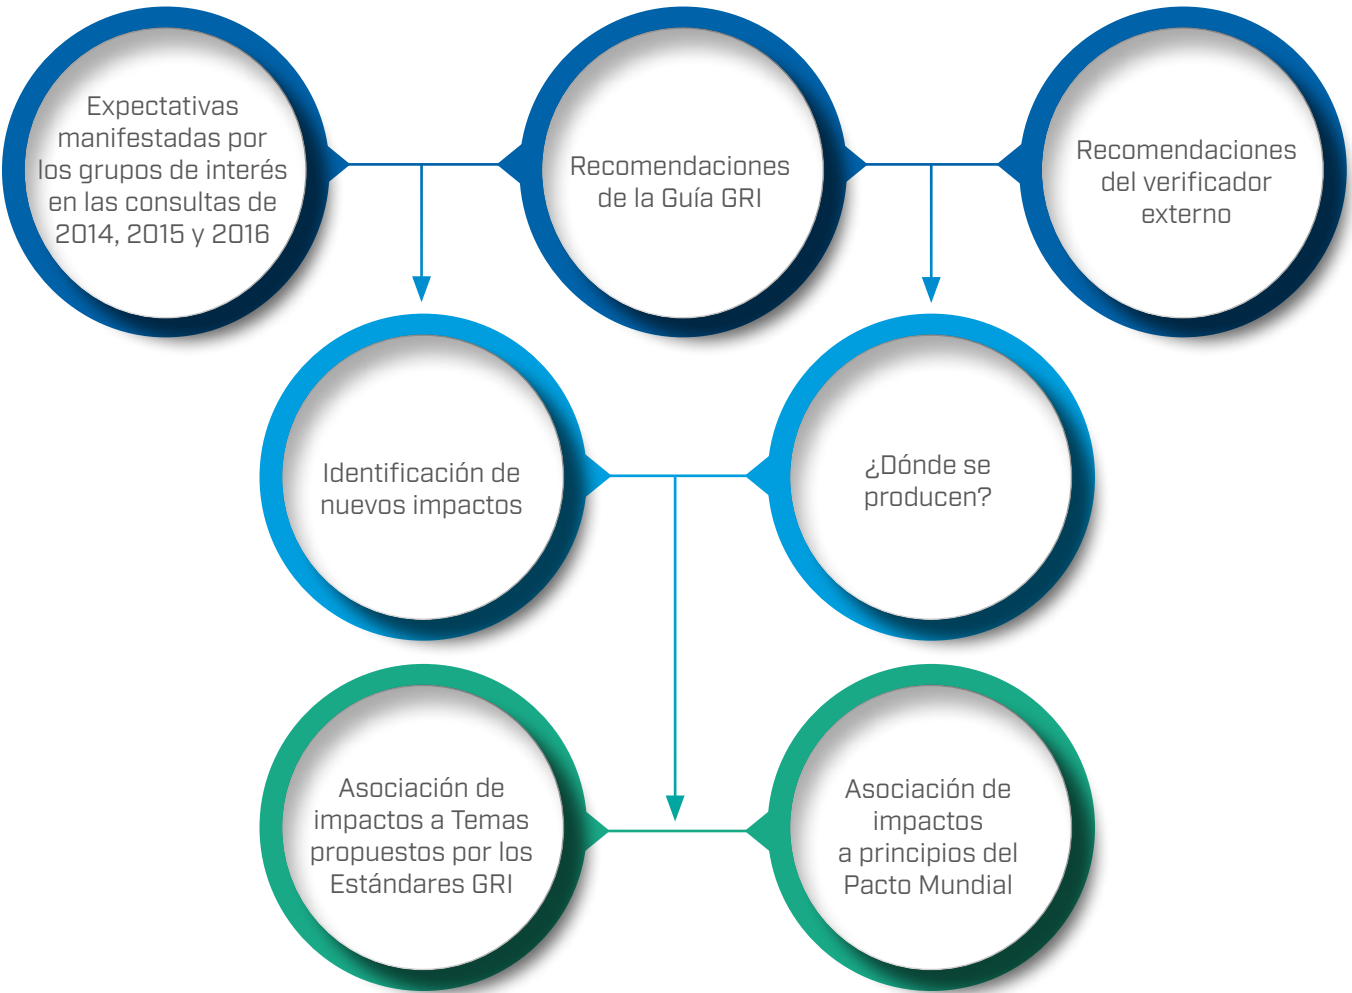 Expectativas
manifestadas por
los grupos de interés
en las consultas de
2014, 2015 y 2016
Recomendaciones
de la Guía GRI
Recomendaciones
del verificador
externo
Identificación de
nuevos impactos
¿Dónde se
producen?
Asociación de
impactos a Temas
propuestos por los
Estándares GRI
Asociación de
impactos
a principios del
Pacto Mundial